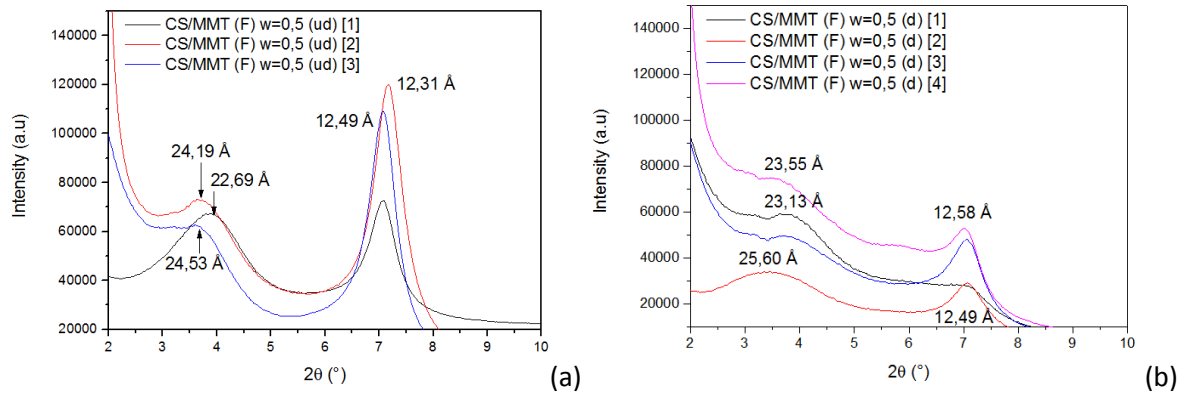 CS/MMT (F) w=0,5 (ud) [1]
CS/MMT (F) w=0,5 (ud) [2]
CS/MMT (F) w=0,5 (ud) [3]
140000
120000
100000
80000
60000
40000
20000
Intensity (a.u)
12,31 Å
12,49 Å
24,19 Å
22,69 Å
24,53 Å
2 3 4 5 6 7 8 9 10
2θ (°)
(a)
CS/MMT (F) w=0,5 (d) [1]
CS/MMT (F) w=0,5 (d) [2]
CS/MMT (F) w=0,5 (d) [3]
CS/MMT (F) w=0,5 (d) [4]
140000
120000
100000
80000
60000
40000
20000
Intensity (a.u)
23,55 Å
23,13 Å
12,58 Å
25,60 Å
12,49 Å
2 3 4 5 6 7 8 9 10
2θ (°)
(b)